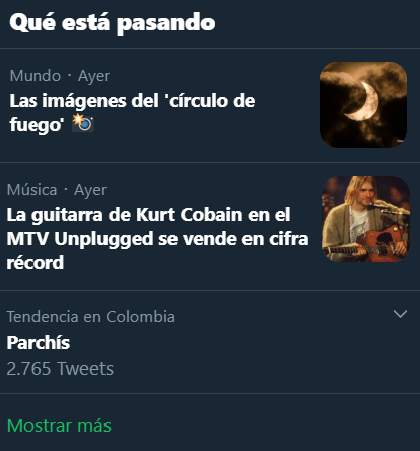 Qué está pasando
Mundo · Ayer
Las imágenes del 'círculo de
fuego' 📸
Música · Ayer
La guitarra de Kurt Cobain en el
MTV Unplugged se vende en cifra
récord
Tendencia en Colombia
Parchís
2.765 Tweets
Mostrar más